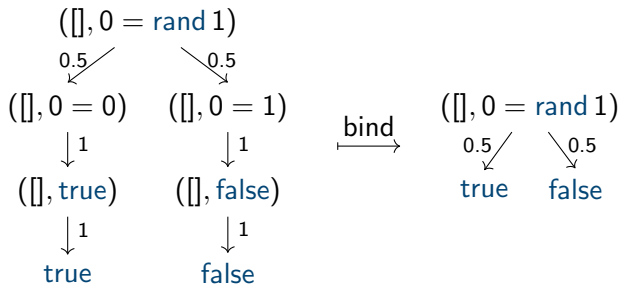 ([], 0 = rand 1)
0.5 0.5
([], 0 = 0) ([], 0 = 1)
1 1
([], true) ([], false)
1 1
true false
bind
([], 0 = rand 1)
0.5 0.5
true false